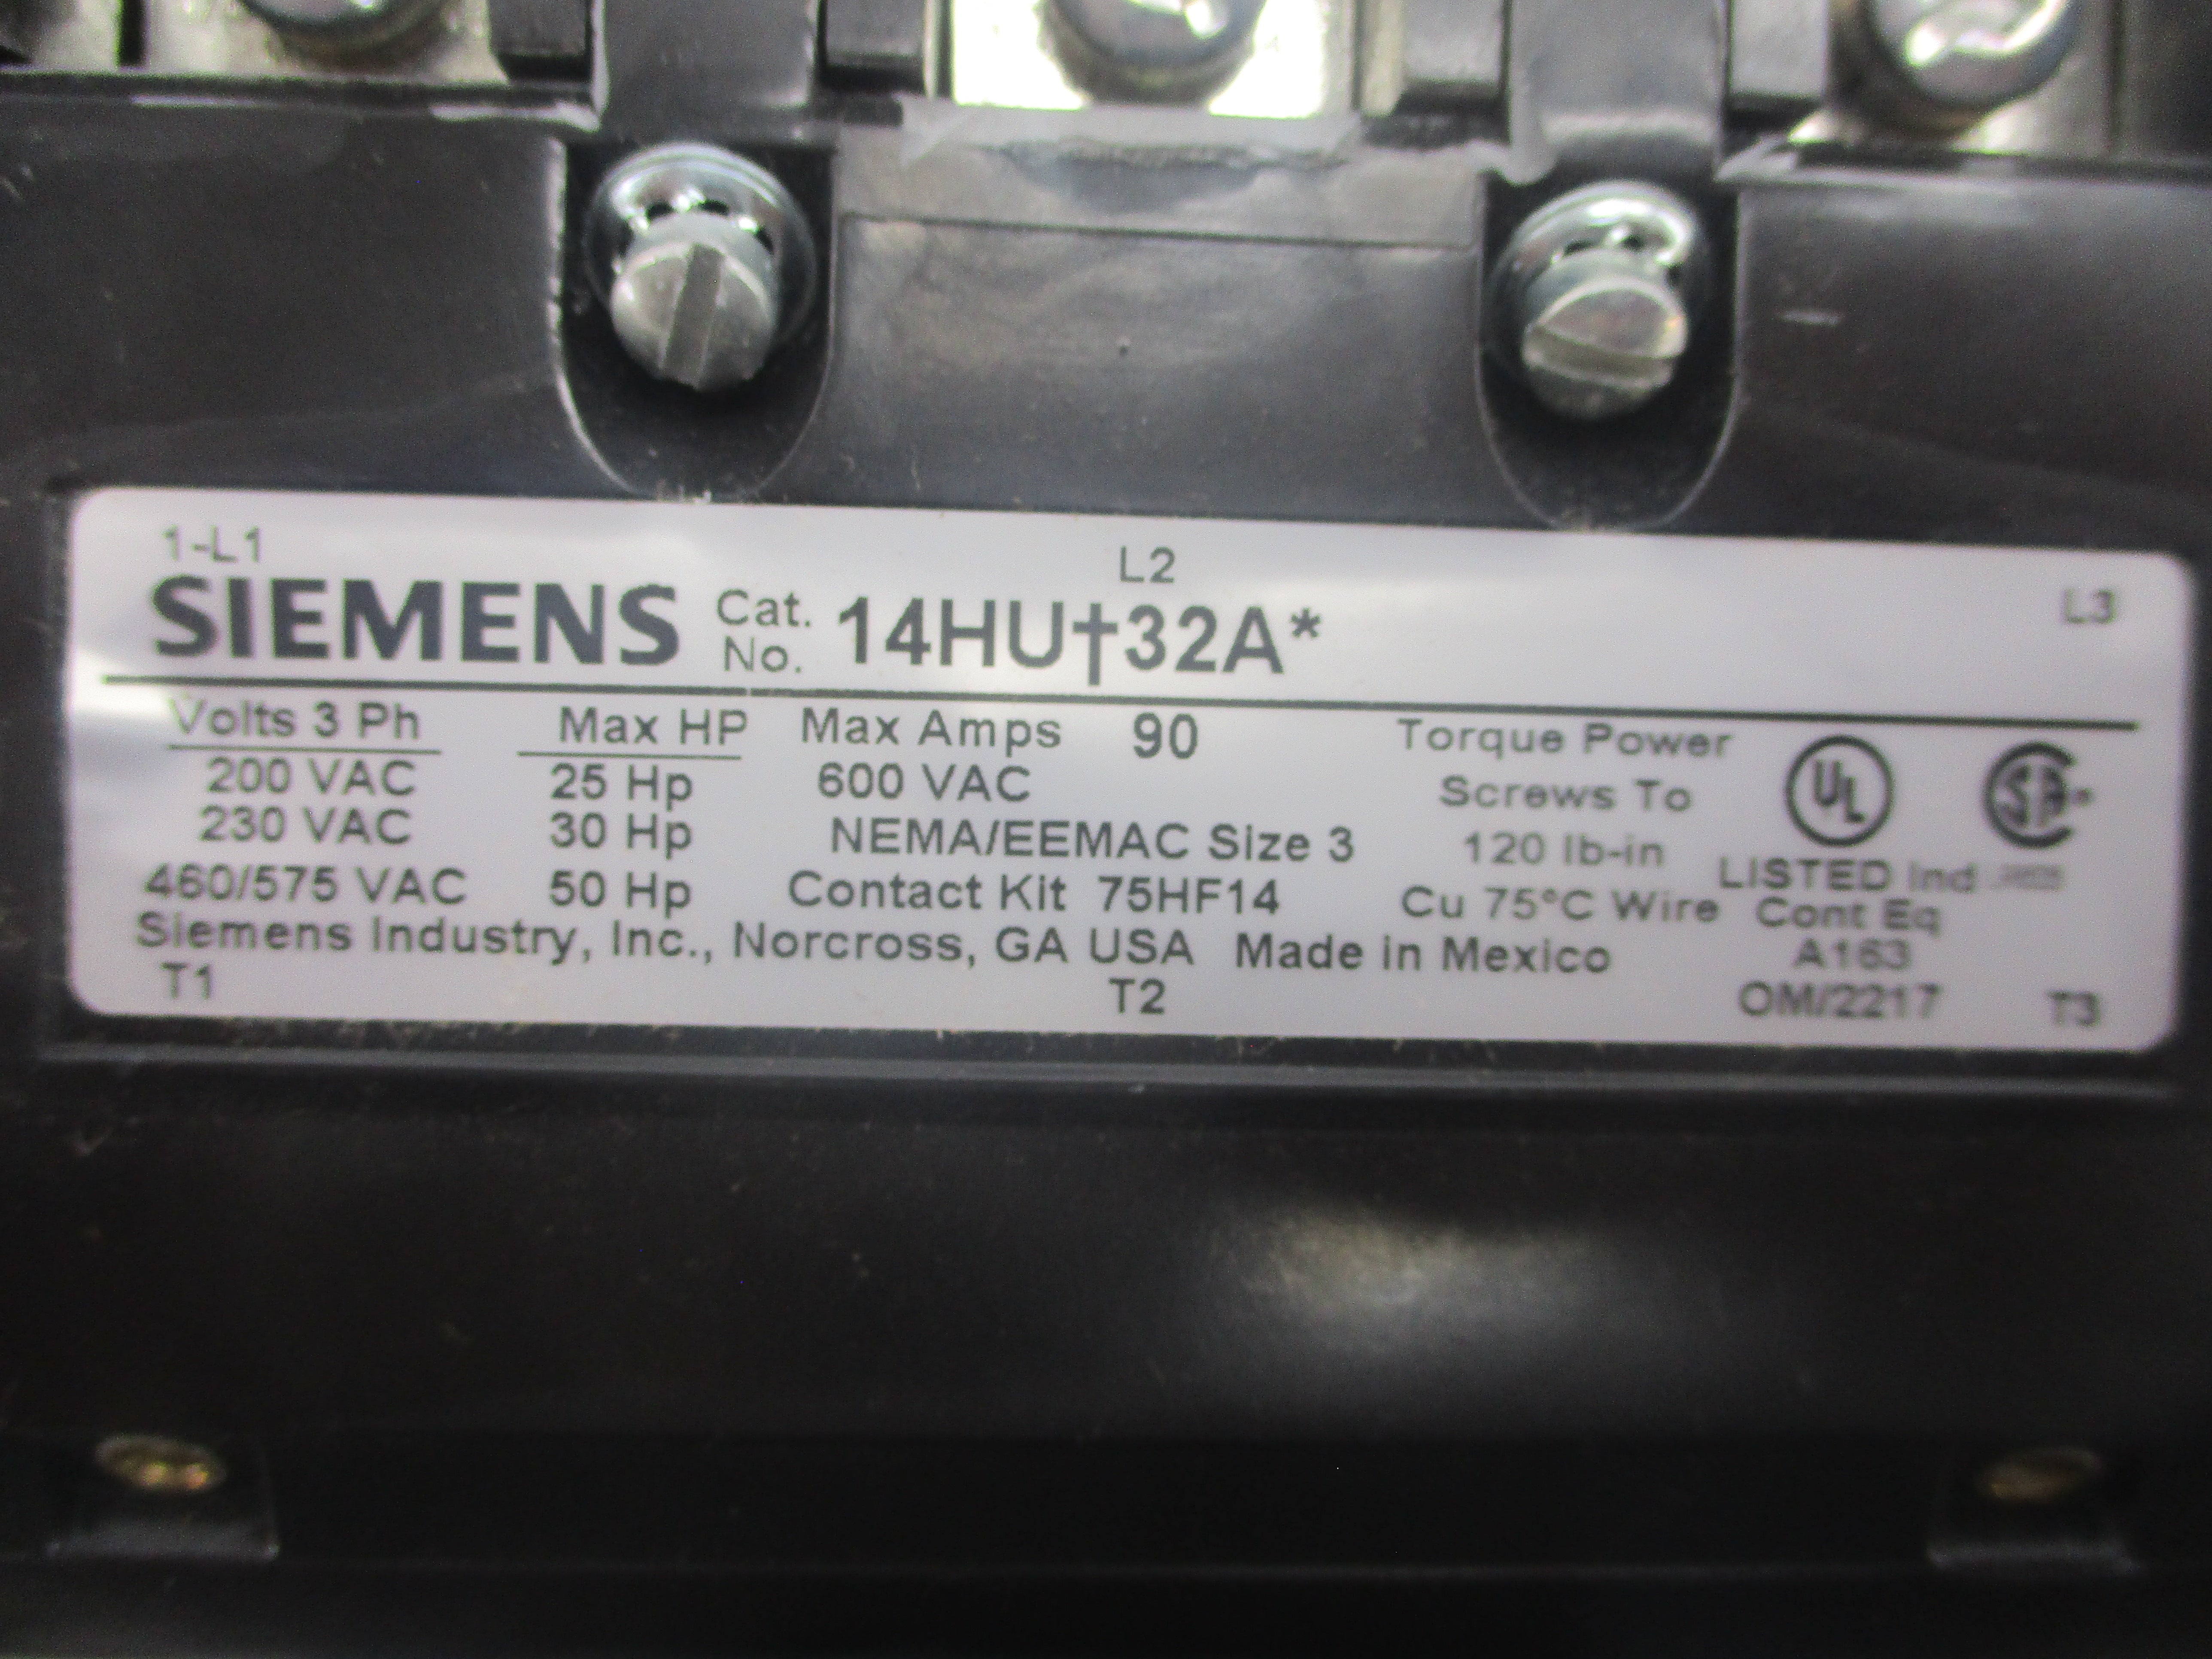 1-L1 L2 L3
SIEMENS Cat. No. 14HU†32A*
Volts 3 Ph Max HP Max Amps 90 Torque Power
200 VAC 25 Hp 600 VAC Screws To
230 VAC 30 Hp NEMA/EEMAC Size 3 120 lb-in
UL SA
460/575 VAC 50 Hp Contact Kit 75HF14 Cu 75°C Wire
LISTED Ind
Cont Eq
A163
OM/2217
Siemens Industry, Inc., Norcross, GA USA Made in Mexico
T1 T2 T3